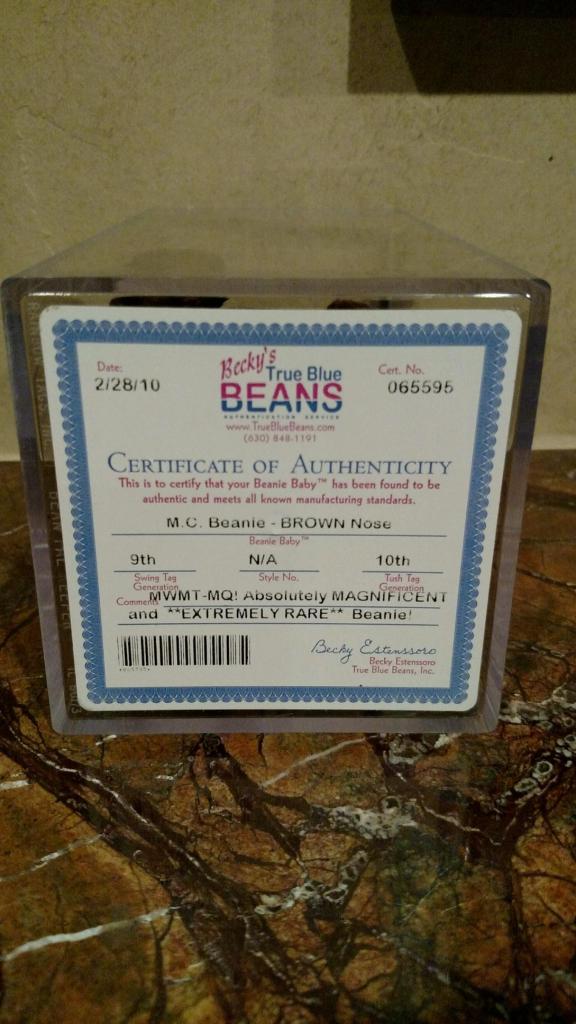 Date:
2/28/10
Becky's
True Blue
BEANS
AUTHENTICATION SERVICE
www.TrueBlueBeans.com
(630) 848-1191
Cert. No.
065595
CERTIFICATE OF AUTHENTICITY
This is to certify that your Beanie Baby™ has been found to be
authentic and meets all known manufacturing standards.
M.C. Beanie - BROWN Nose
Beanie Baby™
9th N/A 10th
Swing Tag Generation Style No. Tush Tag Generation
Comments MWMT-MQ! Absolutely MAGNIFICENT
and **EXTREMELY RARE** Beanie!
Becky Estenssoro
Becky Estenssoro
True Blue Beans, Inc.